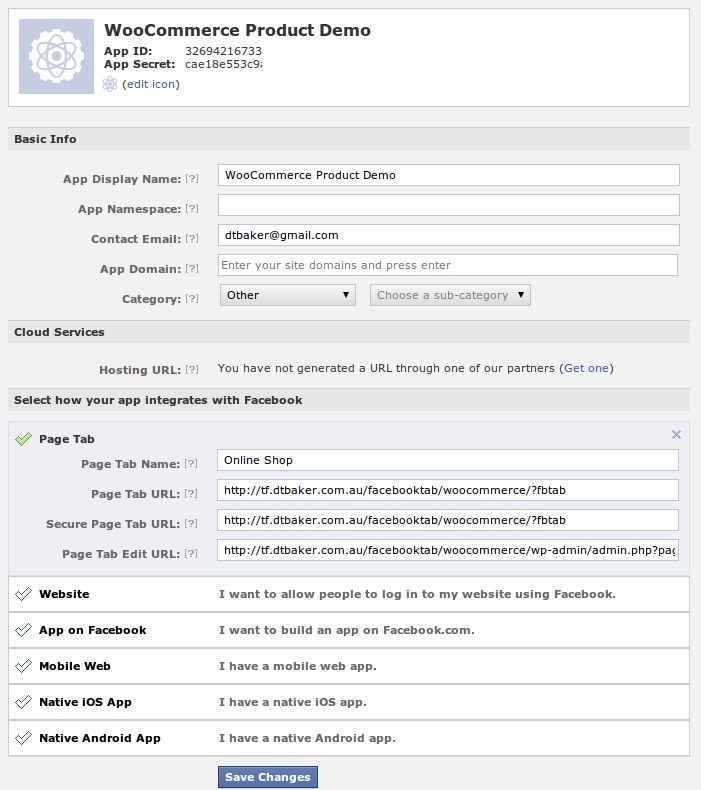 WooCommerce Product Demo
App ID: 32694216733
App Secret: cae18e553c9
(edit icon)
Basic Info
App Display Name: [?] WooCommerce Product Demo
App Namespace: [?]
Contact Email: [?] dtbaker@gmail.com
App Domain: [?] Enter your site domains and press enter
Category: [?] Other Choose a sub-category
Cloud Services
Hosting URL: [?] You have not generated a URL through one of our partners (Get one)
Select how your app integrates with Facebook
Page Tab
Page Tab Name: [?] Online Shop
Page Tab URL: [?] http://tf.dtbaker.com.au/facebooktab/woocommerce/?fbtab
Secure Page Tab URL: [?] http://tf.dtbaker.com.au/facebooktab/woocommerce/?fbtab
Page Tab Edit URL: [?] http://tf.dtbaker.com.au/facebooktab/woocommerce/wp-admin/admin.php?pag
Website I want to allow people to log in to my website using Facebook.
App on Facebook I want to build an app on Facebook.com.
Mobile Web I have a mobile web app.
Native iOS App I have a native iOS app.
Native Android App I have a native Android app.
Save Changes